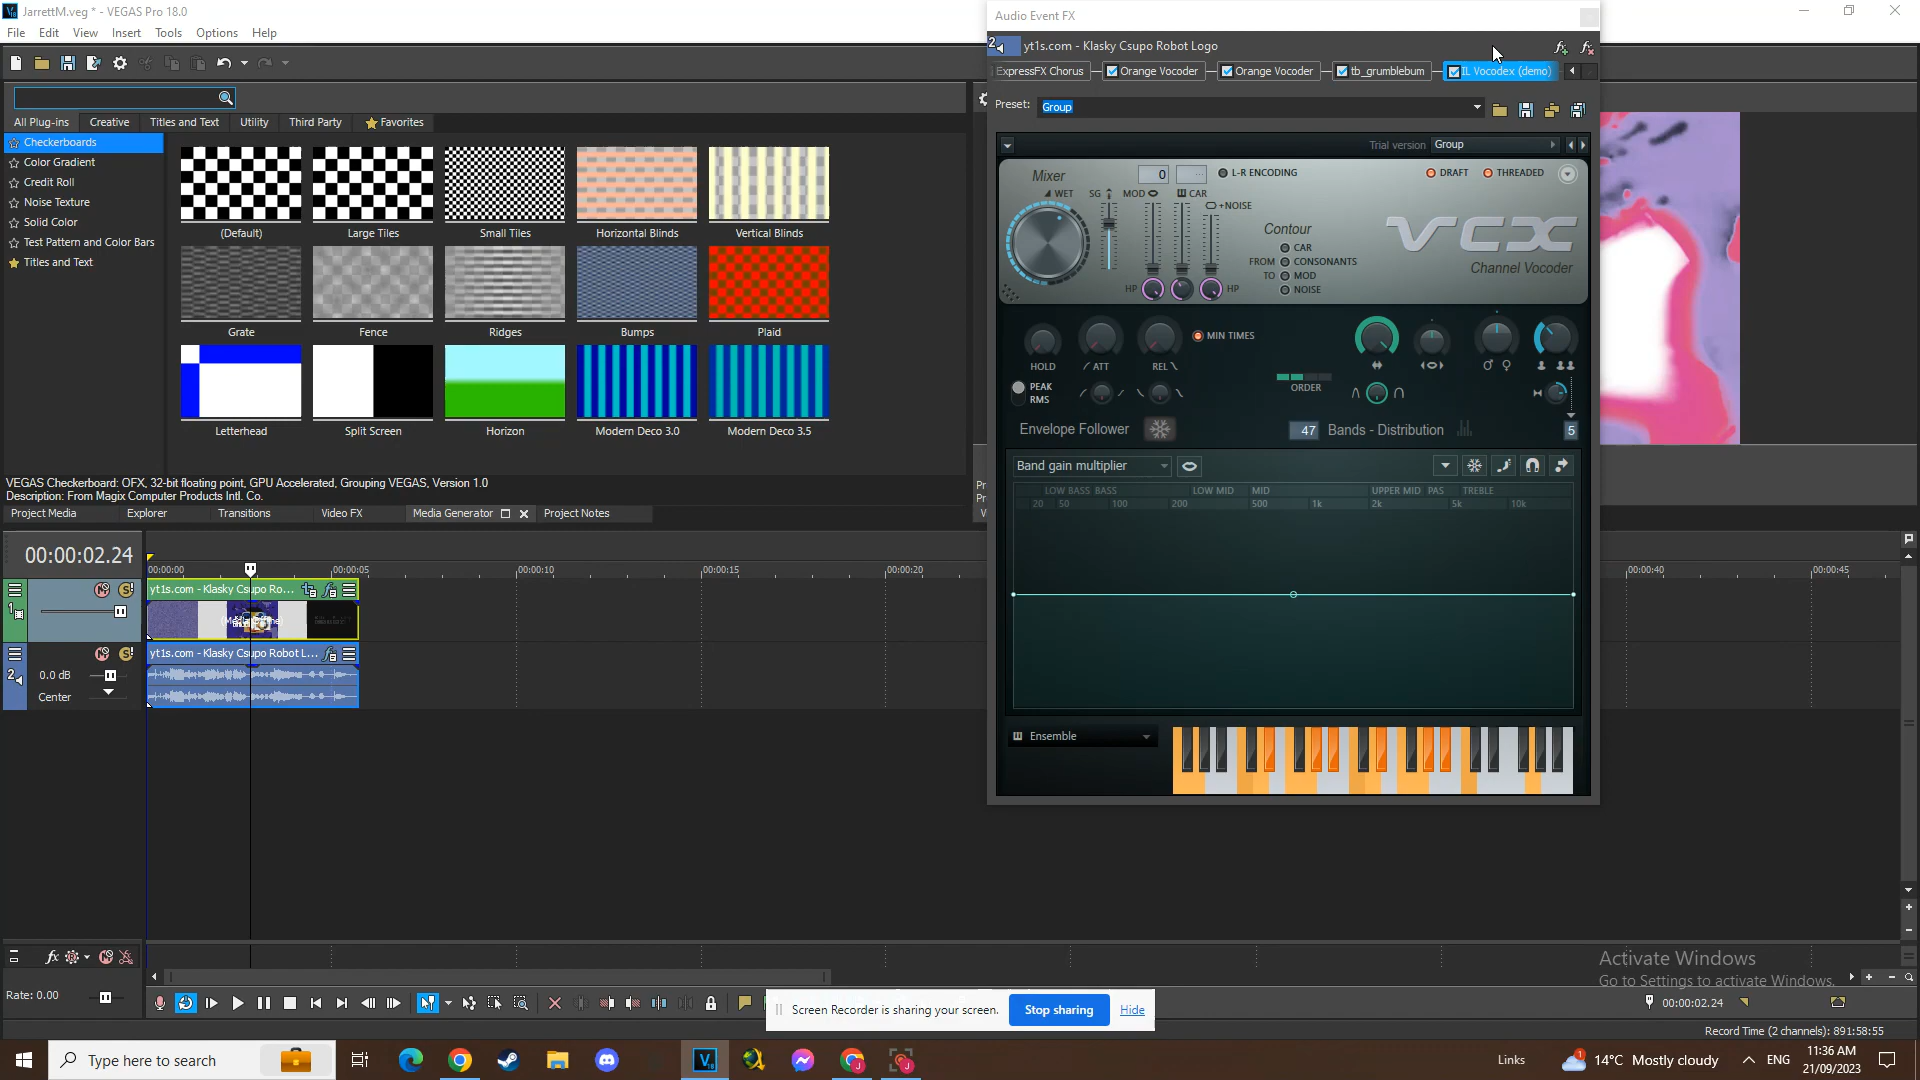 JarrettM.veg * - VEGAS Pro 18.0
File Edit View Insert Tools Options Help
All Plug-ins Creative Titles and Text Utility Third Party Favorites
Checkerboards
Color Gradient
Credit Roll
Noise Texture
Solid Color
Test Pattern and Color Bars
Titles and Text
(Default) Large Tiles Small Tiles Horizontal Blinds Vertical Blinds
Grate Fence Ridges Bumps Plaid
Letterhead Split Screen Horizon Modern Deco 3.0 Modern Deco 3.5
VEGAS Checkerboard: OFX, 32-bit floating point, GPU Accelerated, Grouping VEGAS, Version 1.0
Description: From Magix Computer Products Intl. Co.
Project Media Explorer Transitions Video FX Media Generator Project Notes
Audio Event FX
2 yt1s.com - Klasky Csupo Robot Logo
ExpressFX Chorus Orange Vocoder Orange Vocoder tb_grumblebum IL Vocodex (demo)
Preset: Group
Trial version Group
Mixer 0 L-R ENCODING DRAFT THREADED
WET SG MOD CAR
+NOISE
Contour
CAR
FROM CONSONANTS
TO MOD
NOISE
HP HP
VCX
Channel Vocoder
MIN TIMES
HOLD ATT REL
PEAK
RMS
ORDER
Envelope Follower 47 Bands - Distribution 5
Band gain multiplier
LOW BASS BASS LOW MID MID UPPER MID PAS TREBLE
20 50 100 200 500 1k 2k 5k 10k
Ensemble
00:00:02.24
00:00:00 00:00:05 00:00:10 00:00:15 00:00:20 00:00:40 00:00:45
1 yt1s.com - Klasky Csupo Ro...
yt1s.com - Klasky Csupo Robot L...
2 0.0 dB
Center
Rate: 0.00
Activate Windows
Go to Settings to activate Windows.
00:00:02.24
Screen Recorder is sharing your screen. Stop sharing Hide
Record Time (2 channels): 891:58:55
Type here to search
Links 1 14°C Mostly cloudy ENG 11:36 AM
21/09/2023